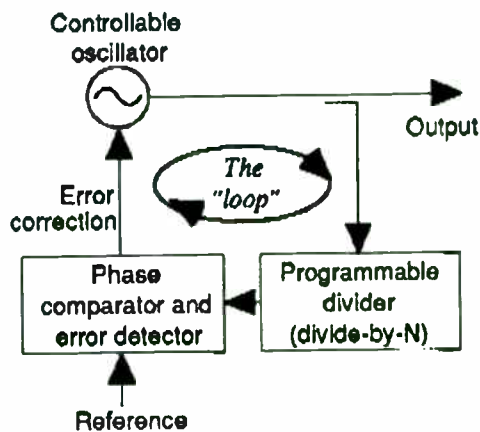 Controllable
oscillator
Output
The
"loop"
Error
correction
Phase
comparator and
error detector
Programmable
divider
(divide-by-N)
Reference